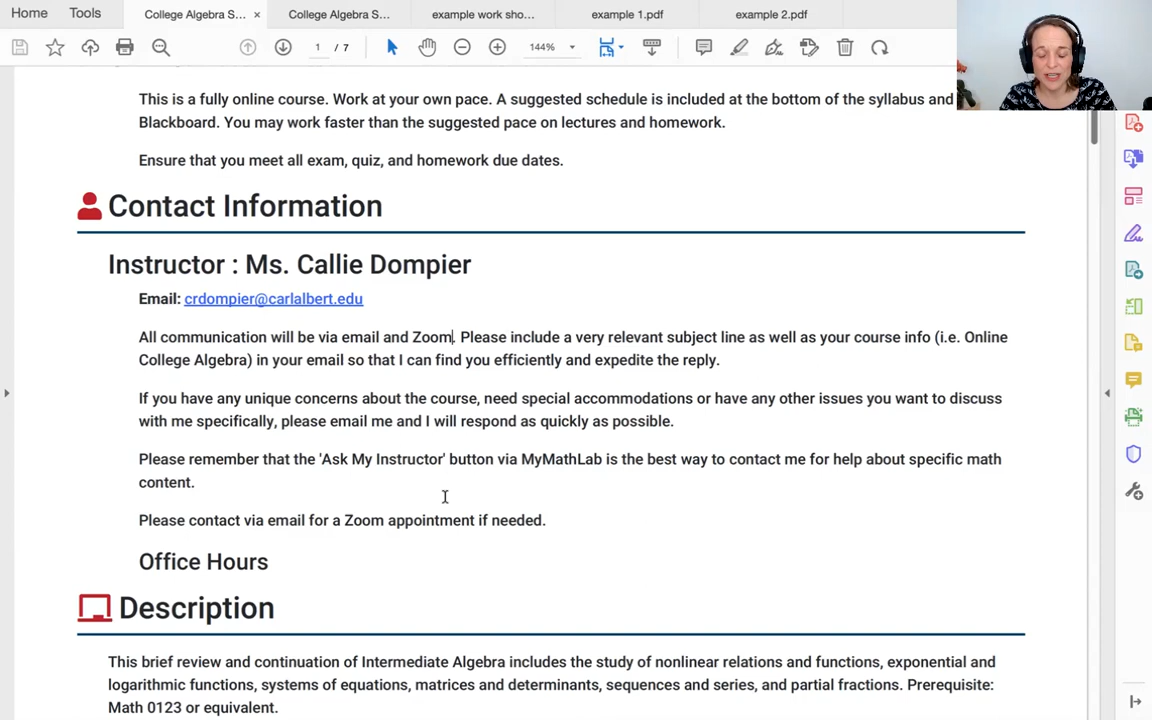 Home Tools College Algebra S... × College Algebra S... example work sho... example 1.pdf example 2.pdf
1 / 7 144%
This is a fully online course. Work at your own pace. A suggested schedule is included at the bottom of the syllabus and
Blackboard. You may work faster than the suggested pace on lectures and homework.
Ensure that you meet all exam, quiz, and homework due dates.
Contact Information
Instructor : Ms. Callie Dompier
Email: crdompier@carlalbert.edu
All communication will be via email and Zoom. Please include a very relevant subject line as well as your course info (i.e. Online
College Algebra) in your email so that I can find you efficiently and expedite the reply.
If you have any unique concerns about the course, need special accommodations or have any other issues you want to discuss
with me specifically, please email me and I will respond as quickly as possible.
Please remember that the 'Ask My Instructor' button via MyMathLab is the best way to contact me for help about specific math
content.
Please contact via email for a Zoom appointment if needed.
Office Hours
Description
This brief review and continuation of Intermediate Algebra includes the study of nonlinear relations and functions, exponential and
logarithmic functions, systems of equations, matrices and determinants, sequences and series, and partial fractions. Prerequisite:
Math 0123 or equivalent.